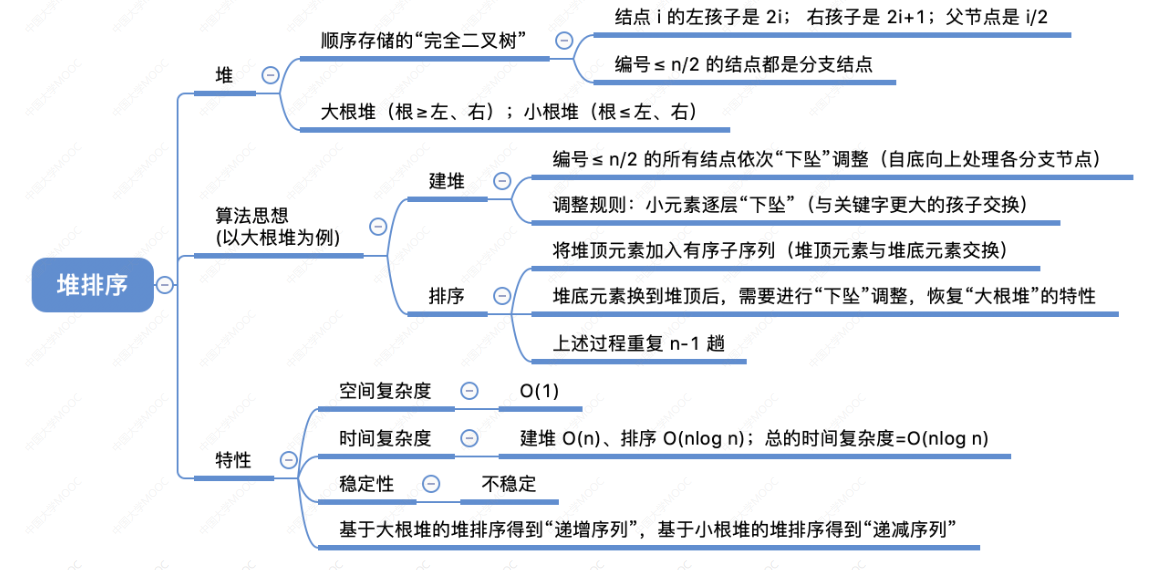 堆排序
堆
顺序存储的“完全二叉树”
结点 i 的左孩子是 2i； 右孩子是 2i+1；父节点是 i/2
编号≤ n/2 的结点都是分支结点
大根堆（根≥左、右）；小根堆（根≤左、右）
算法思想
(以大根堆为例)
建堆
编号≤ n/2 的所有结点依次“下坠”调整（自底向上处理各分支节点）
调整规则：小元素逐层“下坠”（与关键字更大的孩子交换）
排序
将堆顶元素加入有序子序列（堆顶元素与堆底元素交换）
堆底元素换到堆顶后，需要进行“下坠”调整，恢复“大根堆”的特性
上述过程重复 n-1 趟
特性
空间复杂度
O(1)
时间复杂度
建堆 O(n)、排序 O(nlog n)；总的时间复杂度=O(nlog n)
稳定性
不稳定
基于大根堆的堆排序得到“递增序列”，基于小根堆的堆排序得到“递减序列”